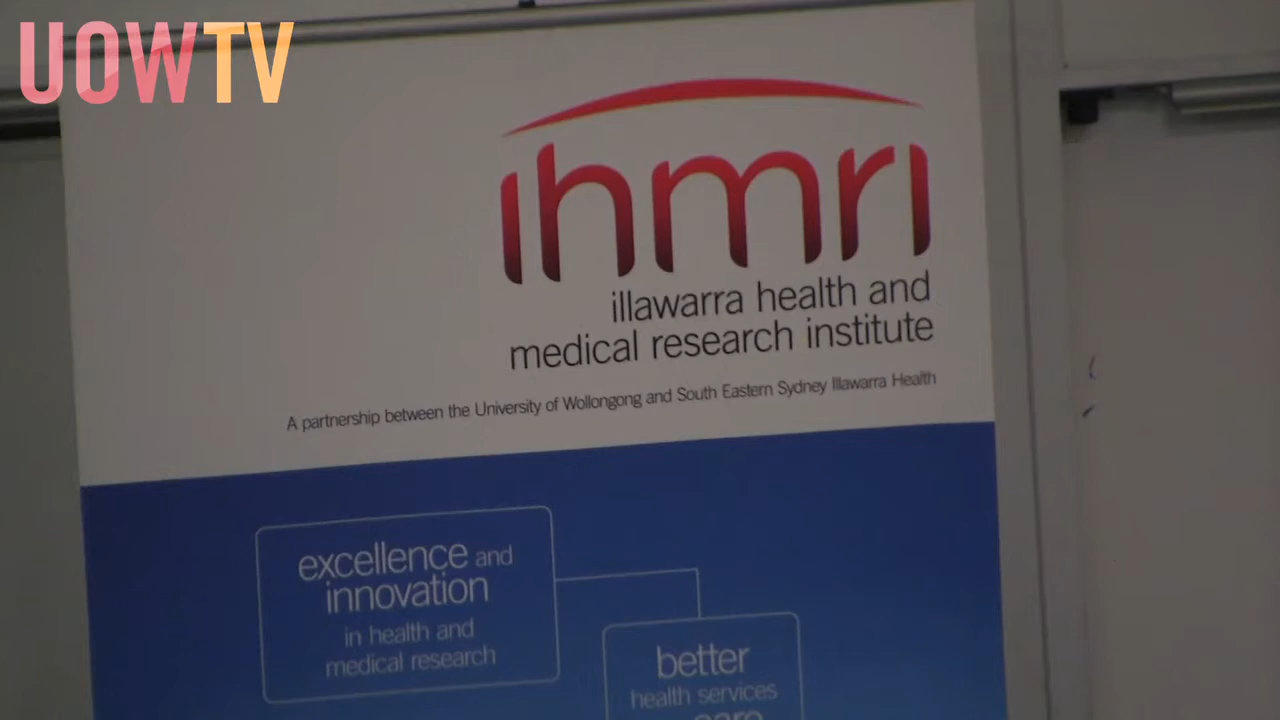 UOWTV
ihmri
illawarra health and
medical research institute
A partnership between the University of Wollongong and South Eastern Sydney Illawarra Health
excellence and
innovation
in health and
medical research
better
health services
care